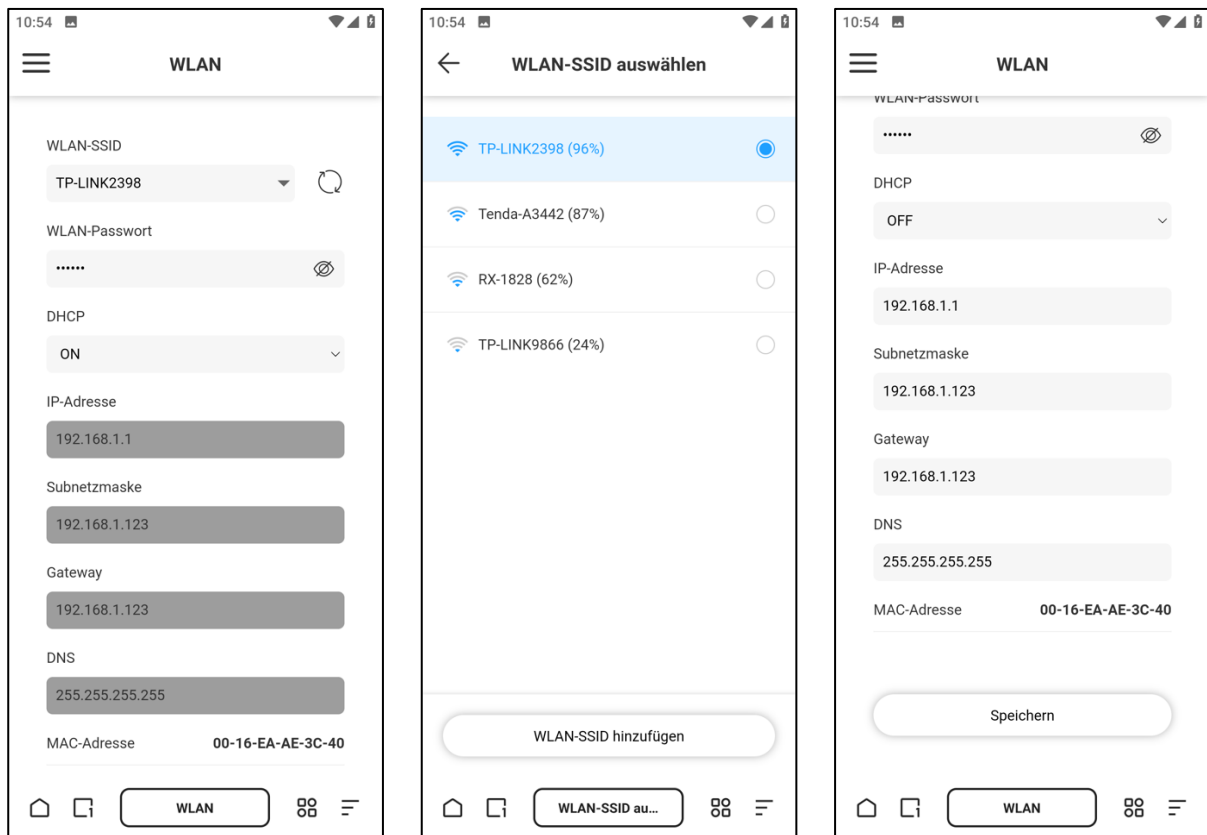 10:54
WLAN
WLAN-SSID
TP-LINK2398
WLAN-Passwort
••••••
DHCP
ON
IP-Adresse
192.168.1.1
Subnetzmaske
192.168.1.123
Gateway
192.168.1.123
DNS
255.255.255.255
MAC-Adresse 00-16-EA-AE-3C-40
WLAN
10:54
WLAN-SSID auswählen
TP-LINK2398 (96%)
Tenda-A3442 (87%)
RX-1828 (62%)
TP-LINK9866 (24%)
WLAN-SSID hinzufügen
WLAN-SSID au...
10:54
WLAN
WLAN-Passwort
••••••
DHCP
OFF
IP-Adresse
192.168.1.1
Subnetzmaske
192.168.1.123
Gateway
192.168.1.123
DNS
255.255.255.255
MAC-Adresse 00-16-EA-AE-3C-40
Speichern
WLAN